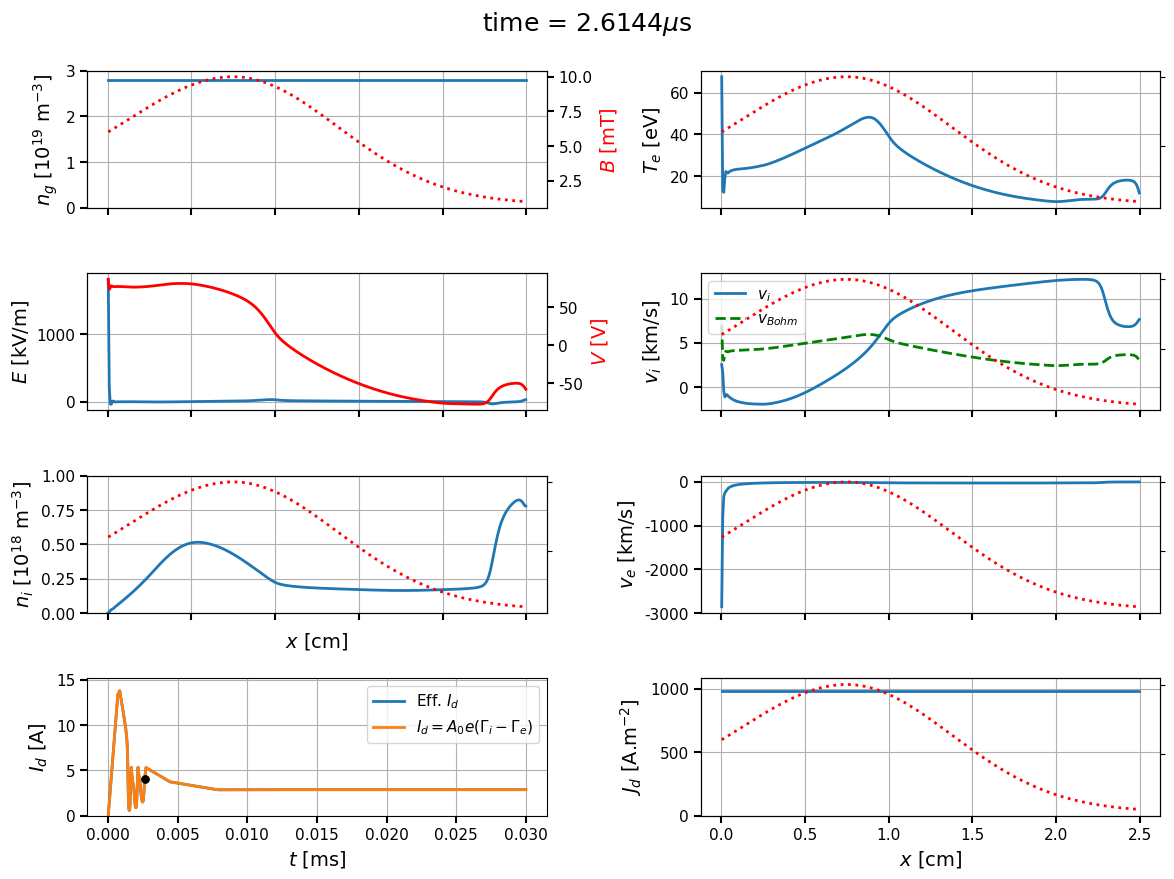 time = 2.6144μs
n_g [10^19 m^−3]
3
2
1
0
B [mT]
10.0
7.5
5.0
2.5
T_e [eV]
60
40
20
E [kV/m]
1000
0
V [V]
50
0
-50
v_i [km/s]
10
5
0
v_i
v_Bohm
n_i [10^18 m^−3]
1.00
0.75
0.50
0.25
0.00
x [cm]
v_e [km/s]
0
-1000
-2000
-3000
I_d [A]
15
10
5
0
Eff. I_d
I_d = A_0e(Γ_i − Γ_e)
0.000 0.005 0.010 0.015 0.020 0.025 0.030
t [ms]
J_d [A.m^−2]
1000
500
0
0.0 0.5 1.0 1.5 2.0 2.5
x [cm]